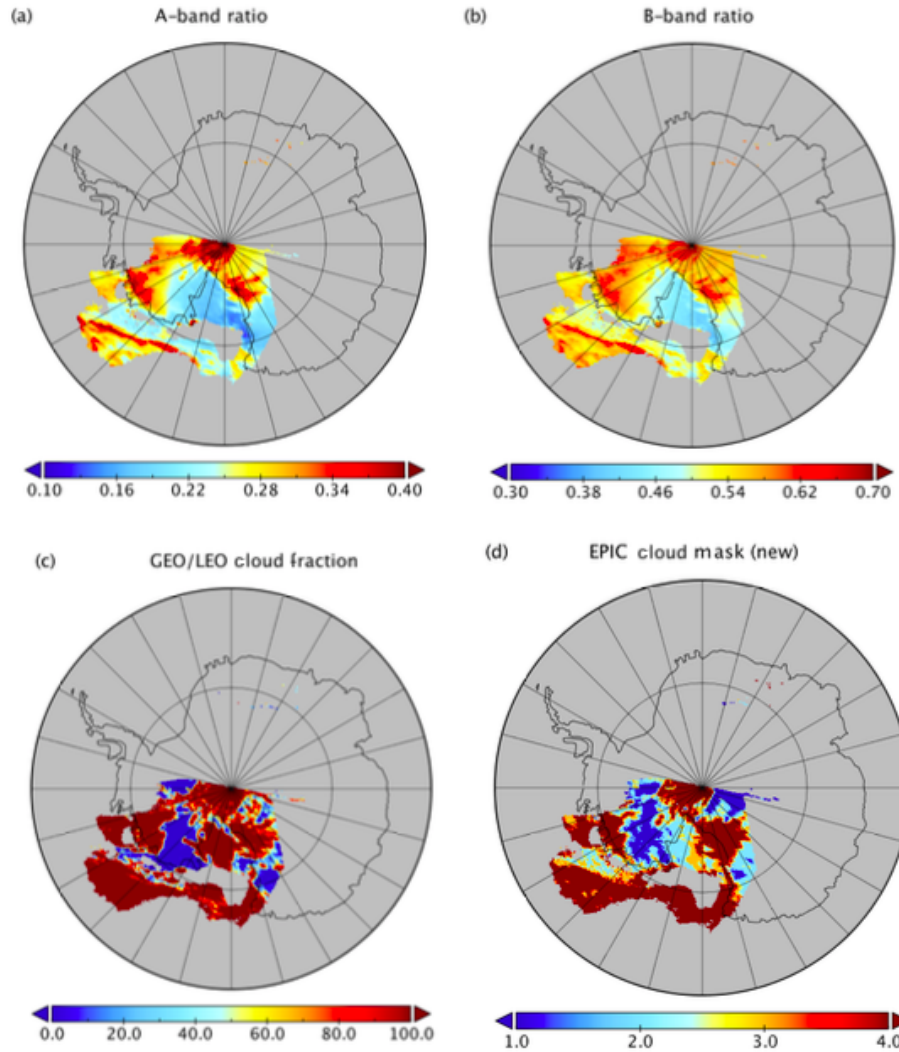 (a) A-band ratio
(b) B-band ratio
0.10 0.16 0.22 0.28 0.34 0.40
0.30 0.38 0.46 0.54 0.62 0.70
(c) GEO/LEO cloud fraction
(d) EPIC cloud mask (new)
0.0 20.0 40.0 60.0 80.0 100.0
1.0 2.0 3.0 4.0